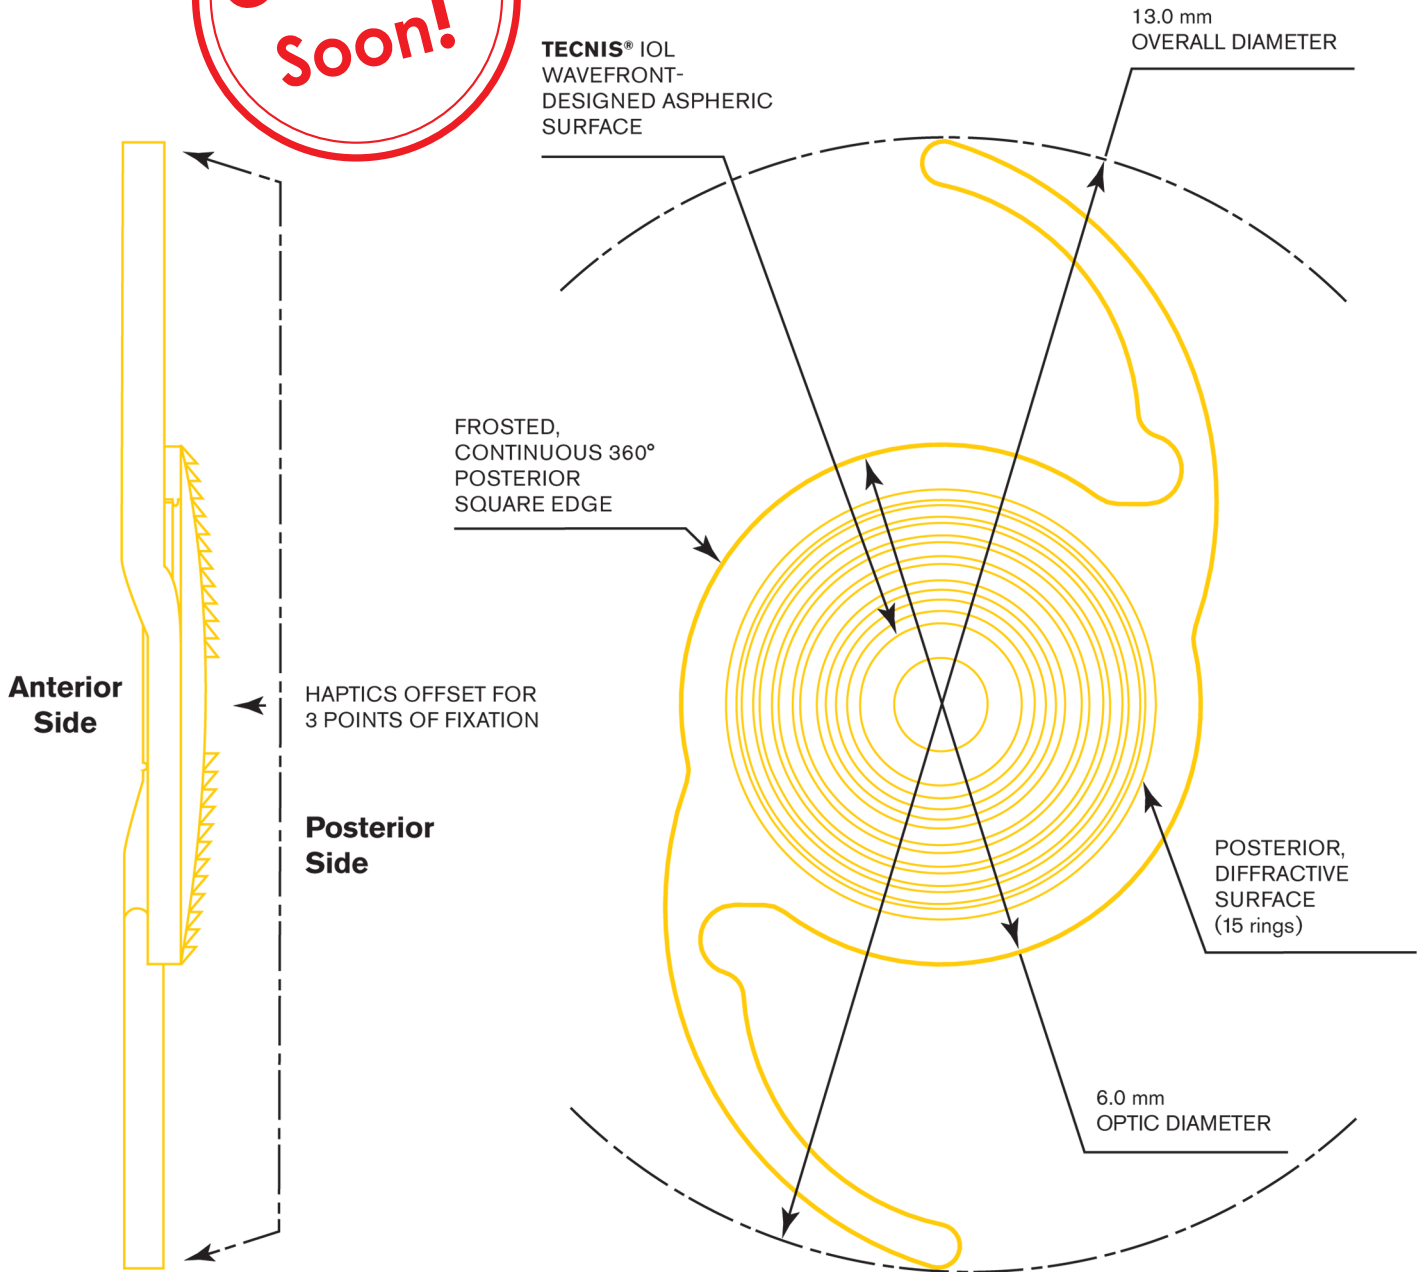 Soon!
TECNIS® IOL
WAVEFRONT-
DESIGNED ASPHERIC
SURFACE
13.0 mm
OVERALL DIAMETER
FROSTED,
CONTINUOUS 360°
POSTERIOR
SQUARE EDGE
Anterior
Side
HAPTICS OFFSET FOR
3 POINTS OF FIXATION
Posterior
Side
POSTERIOR,
DIFFRACTIVE
SURFACE
(15 rings)
6.0 mm
OPTIC DIAMETER